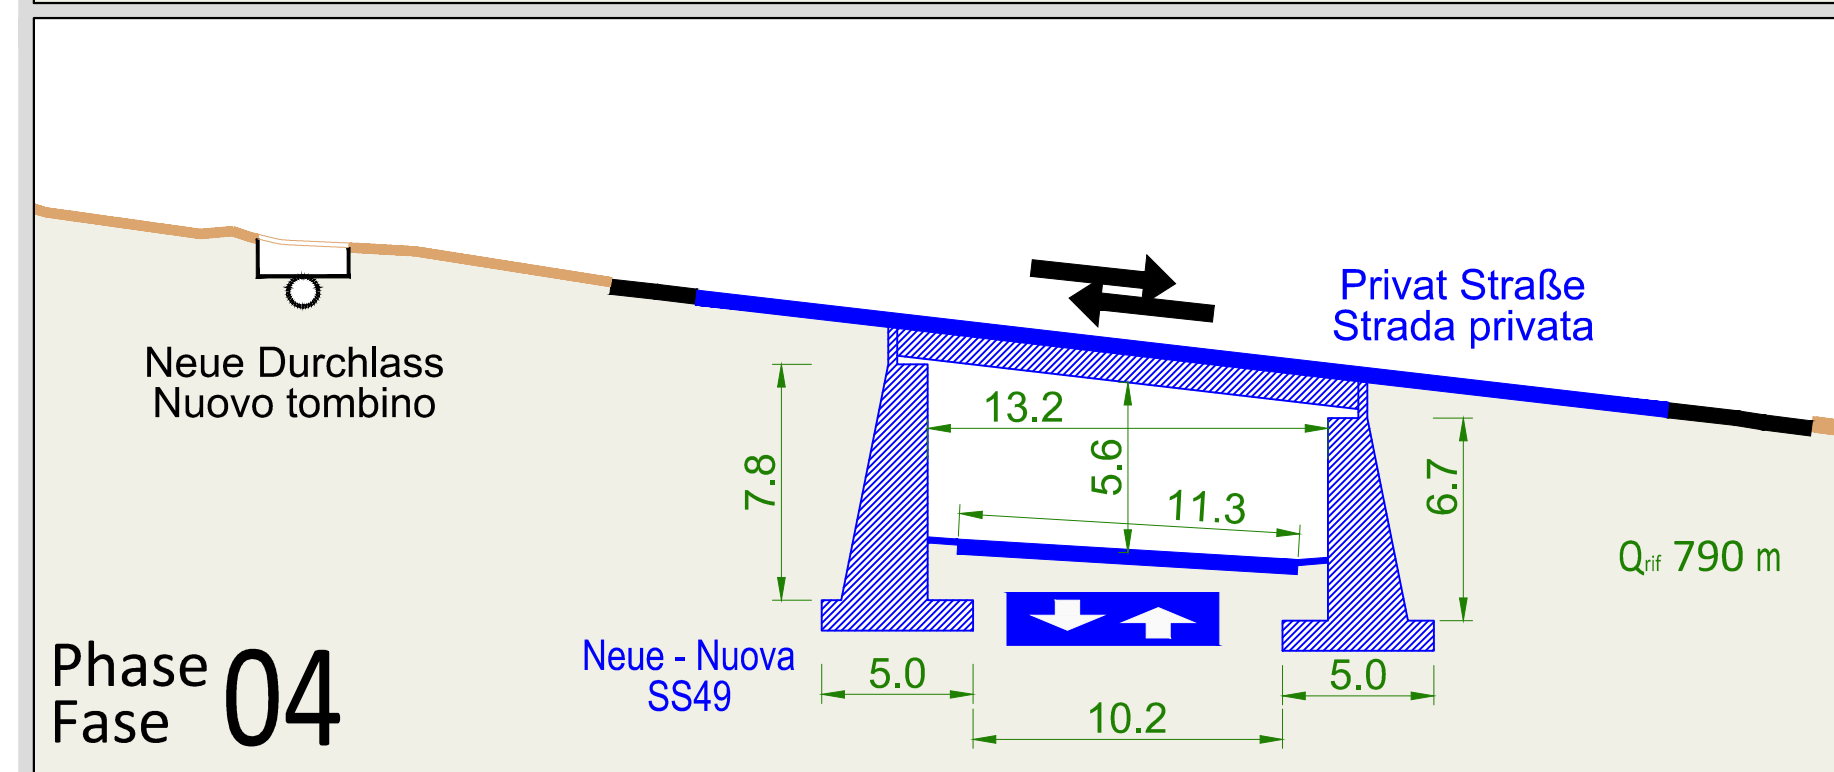 Privat Straße
Strada privata
Neue Durchlass
Nuovo tombino
13.2
5.6
7.8
11.3
6.7
Qrif 790 m
Neue - Nuova
SS49
5.0
5.0
10.2
Phase
Fase
04